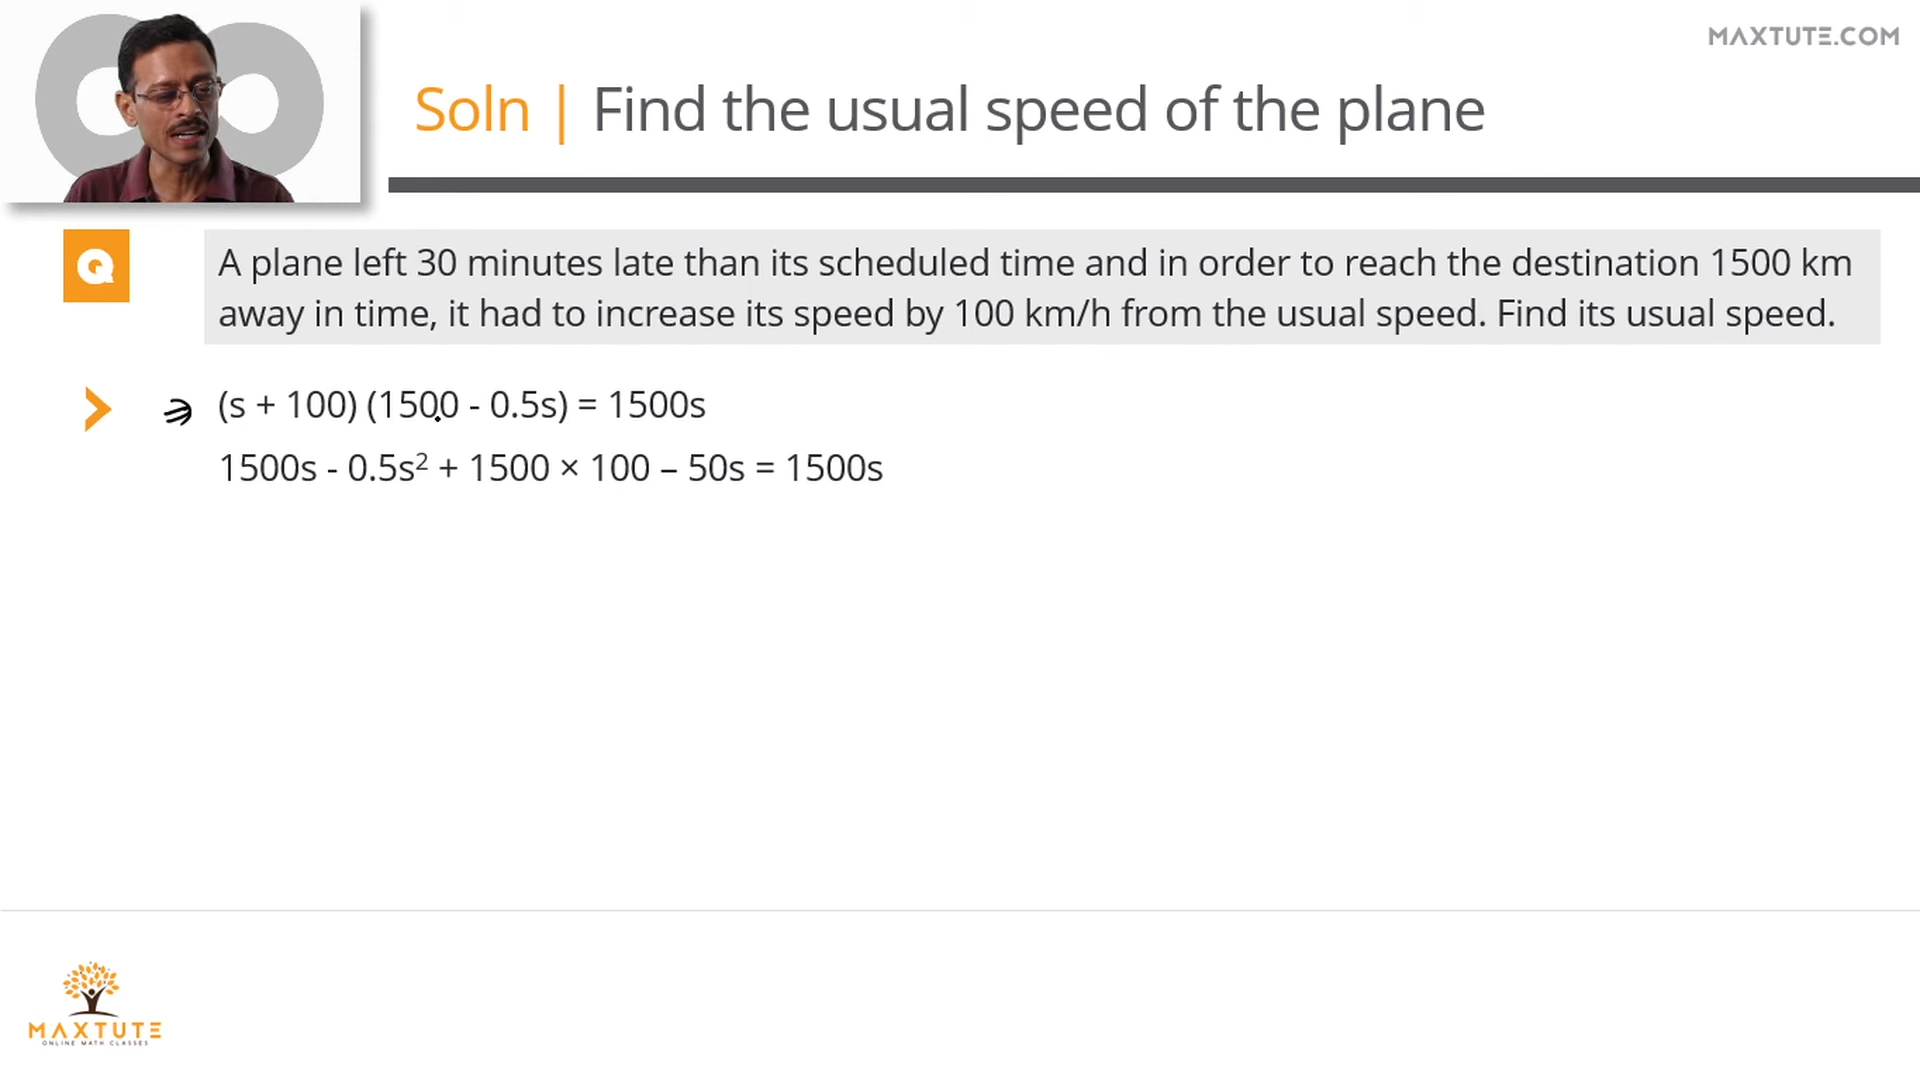 MAXTUTE.COM
Soln | Find the usual speed of the plane
Q
A plane left 30 minutes late than its scheduled time and in order to reach the destination 1500 km
away in time, it had to increase its speed by 100 km/h from the usual speed. Find its usual speed.
(s + 100) (1500 - 0.5s) = 1500s
1500s - 0.5s² + 1500 × 100 – 50s = 1500s
MAXTUTE
ONLINE MATH CLASSES